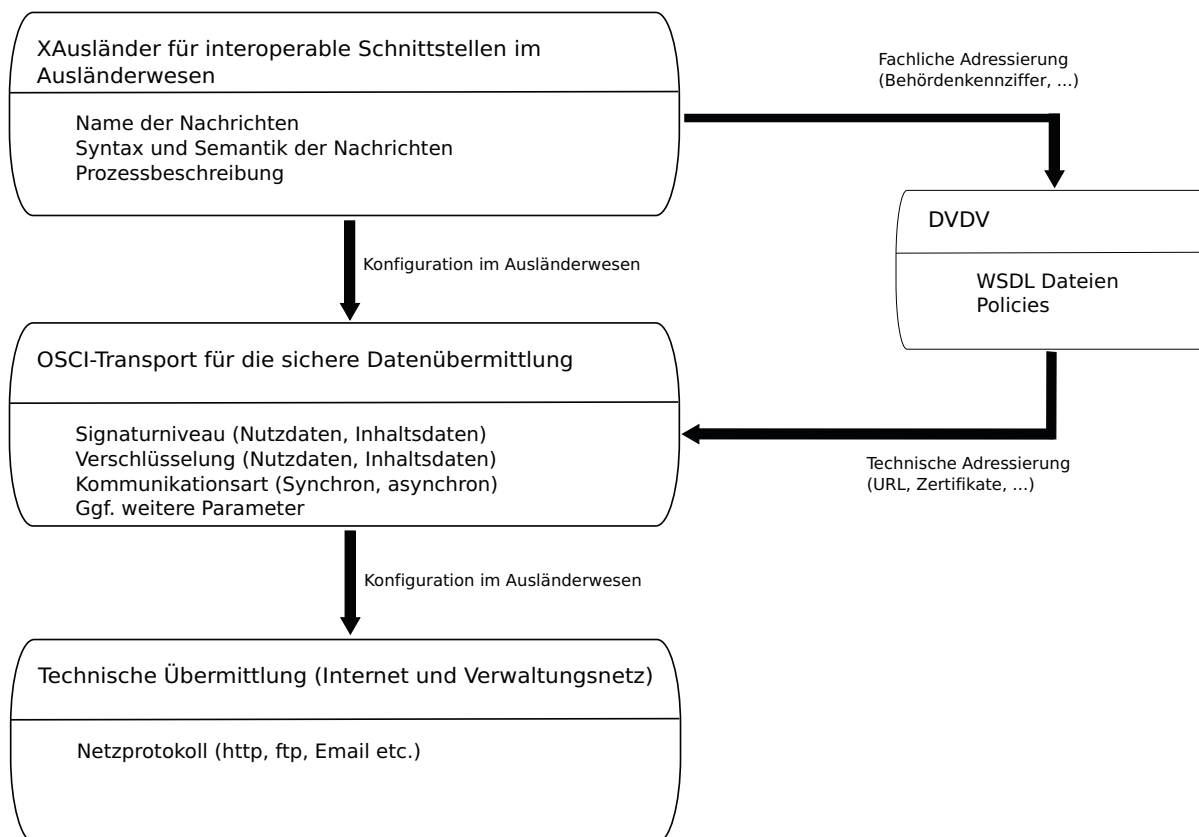 XAusländer für interoperable Schnittstellen im
Ausländerwesen
Name der Nachrichten
Syntax und Semantik der Nachrichten
Prozessbeschreibung
Fachliche Adressierung
(Behördenkennziffer, ...)
DVDV
WSDL Dateien
Policies
Konfiguration im Ausländerwesen
OSCI-Transport für die sichere Datenübermittlung
Signaturniveau (Nutzdaten, Inhaltsdaten)
Verschlüsselung (Nutzdaten, Inhaltsdaten)
Kommunikationsart (Synchron, asynchron)
Ggf. weitere Parameter
Technische Adressierung
(URL, Zertifikate, ...)
Konfiguration im Ausländerwesen
Technische Übermittlung (Internet und Verwaltungsnetz)
Netzprotokoll (http, ftp, Email etc.)